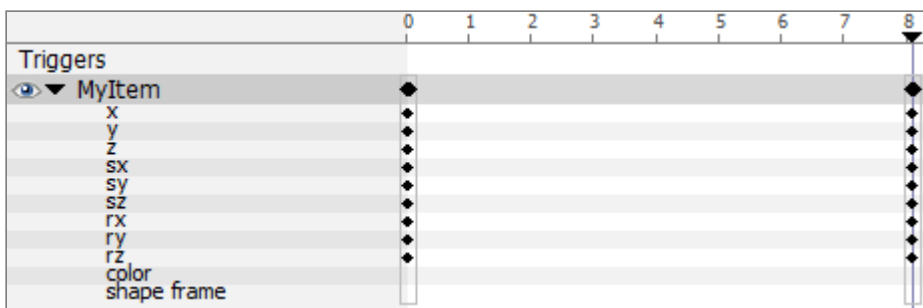 0 1 2 3 4 5 6 7 8
Triggers
MyItem
x
y
z
sx
sy
sz
rx
ry
rz
color
shape frame